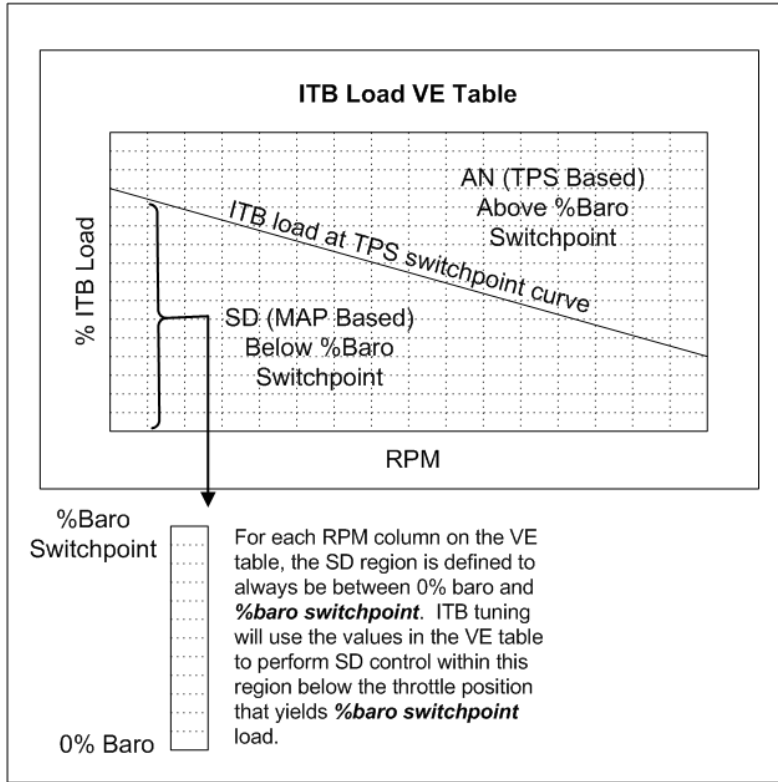 ITB Load VE Table
AN (TPS Based)
Above %Baro
Switchpoint
ITB load at TPS switchpoint curve
% ITB Load
SD (MAP Based)
Below %Baro
Switchpoint
RPM
%Baro
Switchpoint
For each RPM column on the VE
table, the SD region is defined to
always be between 0% baro and
%baro switchpoint. ITB tuning
will use the values in the VE table
to perform SD control within this
region below the throttle position
that yields %baro switchpoint
load.
0% Baro